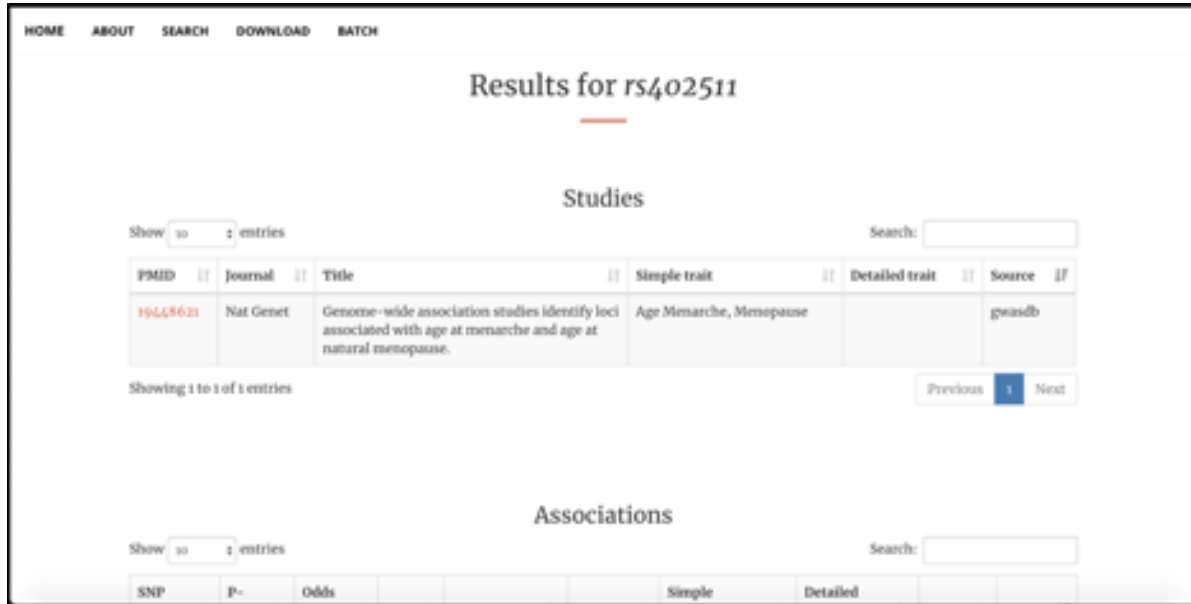 HOME ABOUT SEARCH DOWNLOAD BATCH
Results for rs402511
Studies
Show 10 entries Search:
PMID Journal Title Simple trait Detailed trait Source
19448621 Nat Genet Genome-wide association studies identify loci Age Menarche, Menopause gwasdb
associated with age at menarche and age at
natural menopause.
Showing 1 to 1 of 1 entries Previous 1 Next
Associations
Show 10 entries Search:
SNP P- Odds Simple Detailed